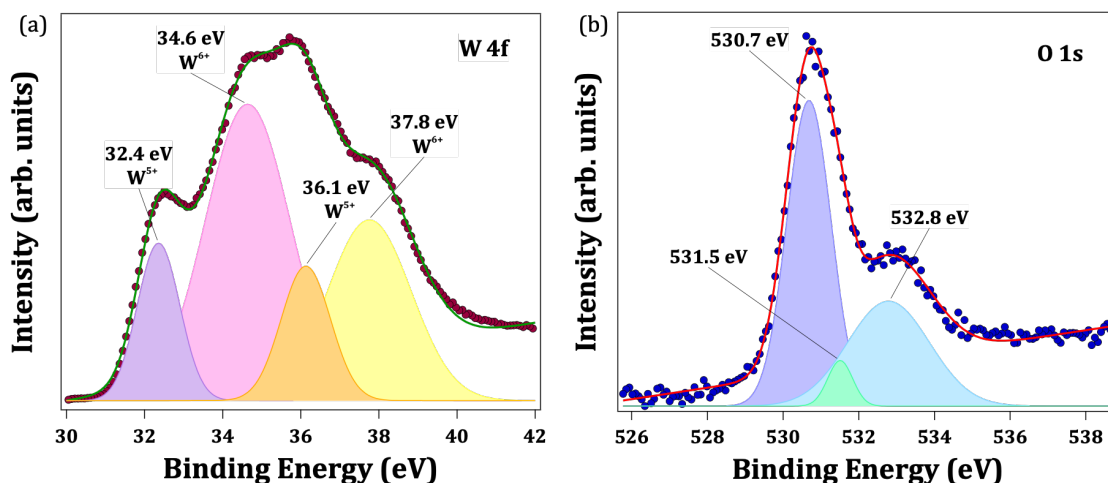 (a)
W 4f
34.6 eV
W6+
32.4 eV
W5+
37.8 eV
W6+
36.1 eV
W5+
Intensity (arb. units)
30 32 34 36 38 40 42
Binding Energy (eV)
(b)
O 1s
530.7 eV
532.8 eV
531.5 eV
Intensity (arb. units)
526 528 530 532 534 536 538
Binding Energy (eV)